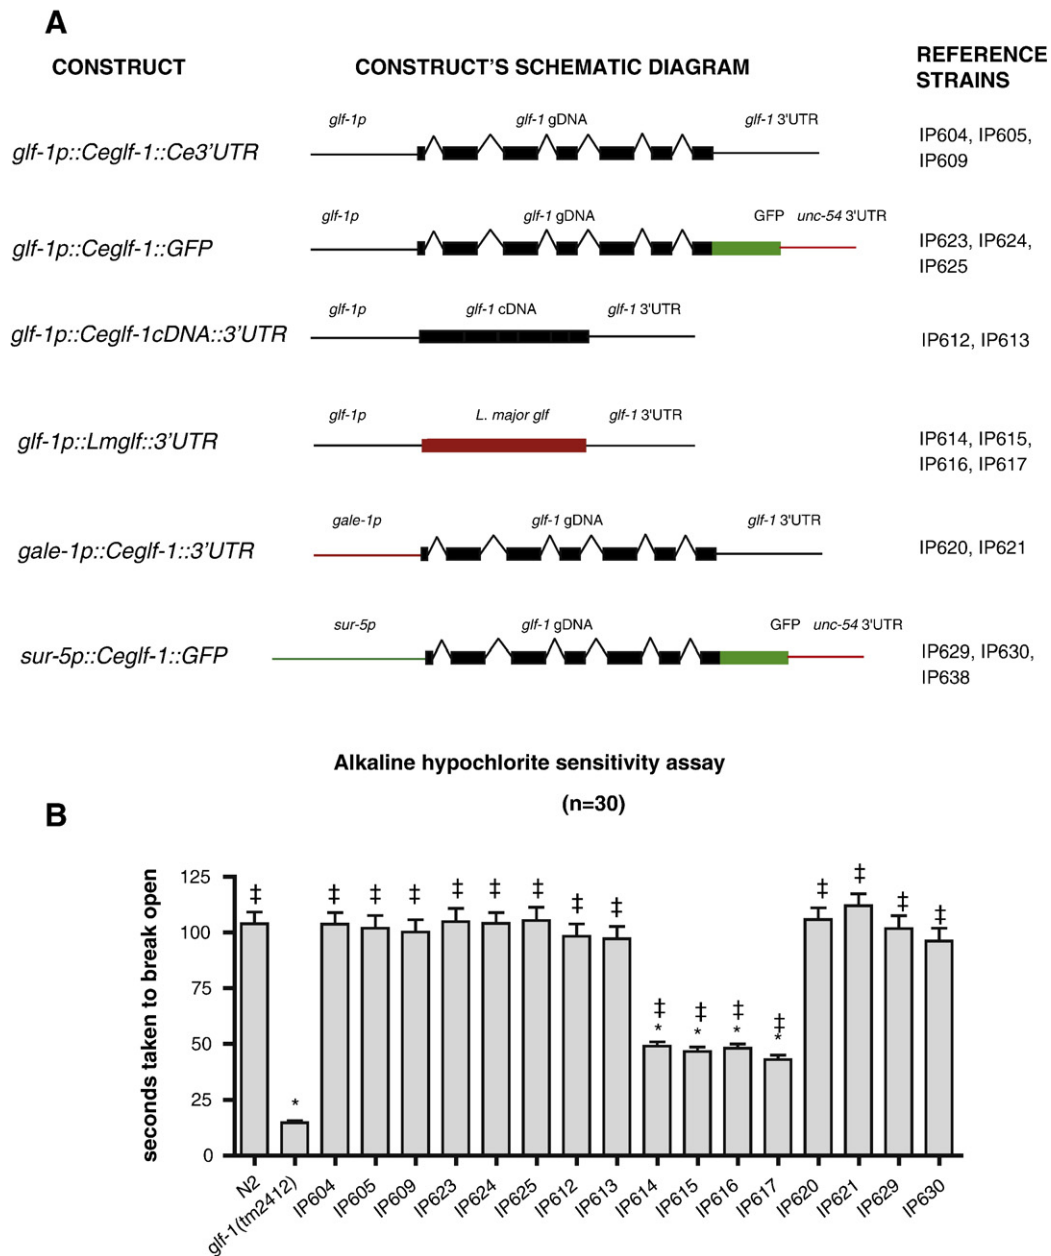 A
CONSTRUCT
CONSTRUCT'S SCHEMATIC DIAGRAM
REFERENCE
STRAINS
glf-1p::Ceglf-1::Ce3'UTR
glf-1p
glf-1 gDNA
glf-1 3'UTR
IP604, IP605,
IP609
glf-1p::Ceglf-1::GFP
glf-1p
glf-1 gDNA
GFP
unc-54 3'UTR
IP623, IP624,
IP625
glf-1p::Ceglf-1cDNA::3'UTR
glf-1p
glf-1 cDNA
glf-1 3'UTR
IP612, IP613
glf-1p::Lmglf::3'UTR
glf-1p
L. major glf
glf-1 3'UTR
IP614, IP615,
IP616, IP617
gale-1p::Ceglf-1::3'UTR
gale-1p
glf-1 gDNA
glf-1 3'UTR
IP620, IP621
sur-5p::Ceglf-1::GFP
sur-5p
glf-1 gDNA
GFP
unc-54 3'UTR
IP629, IP630,
IP638
Alkaline hypochlorite sensitivity assay
(n=30)
B
seconds taken to break open
125
100
75
50
25
0
‡ * ‡ ‡ ‡ ‡ ‡ ‡ ‡ ‡ ‡ ‡ ‡ ‡ ‡ ‡ ‡ ‡
* * * *
N2 glf-1(tm2412) IP604 IP605 IP609 IP623 IP624 IP625 IP612 IP613 IP614 IP615 IP616 IP617 IP620 IP621 IP629 IP630